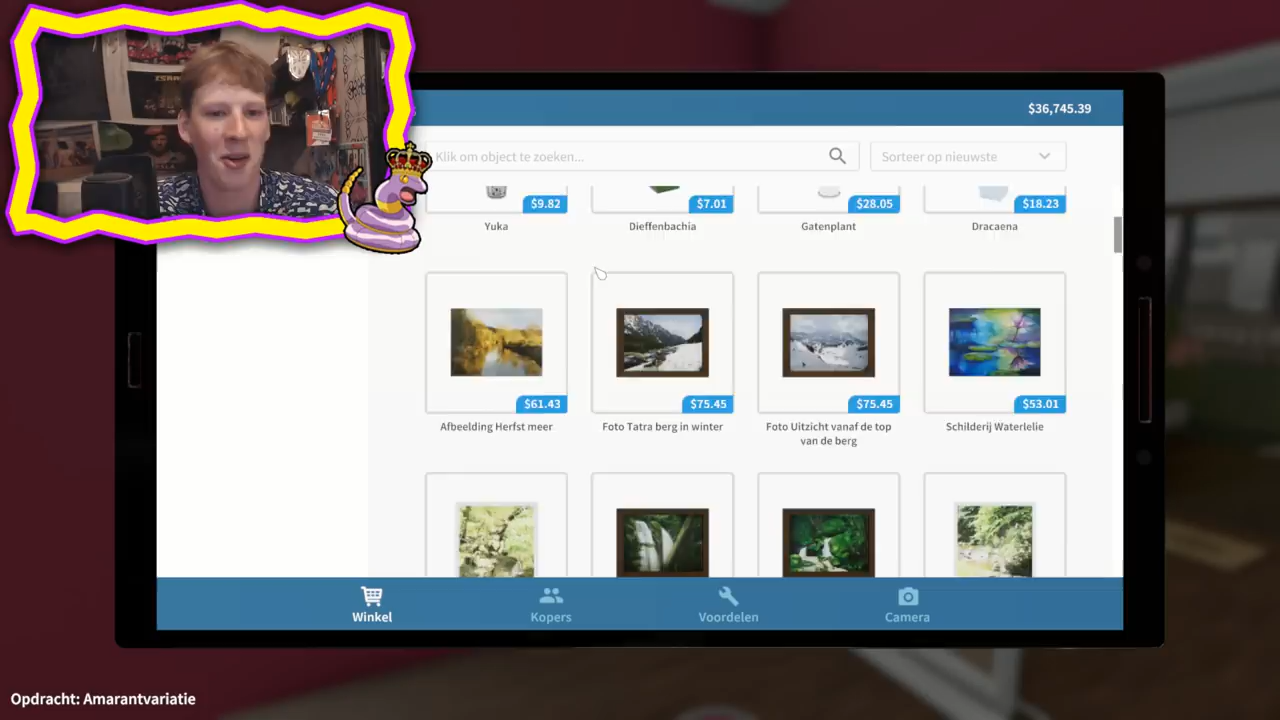 $36,745.39
Klik om object te zoeken...
Sorteer op nieuwste
$9.82
$7.01
$28.05
$18.23
Yuka
Dieffenbachia
Gatenplant
Dracaena
$61.43
$75.45
$75.45
$53.01
Afbeelding Herfst meer
Foto Tatra berg in winter
Foto Uitzicht vanaf de top
van de berg
Schilderij Waterlelie
Winkel
Kopers
Voordelen
Camera
Opdracht: Amarantvariatie